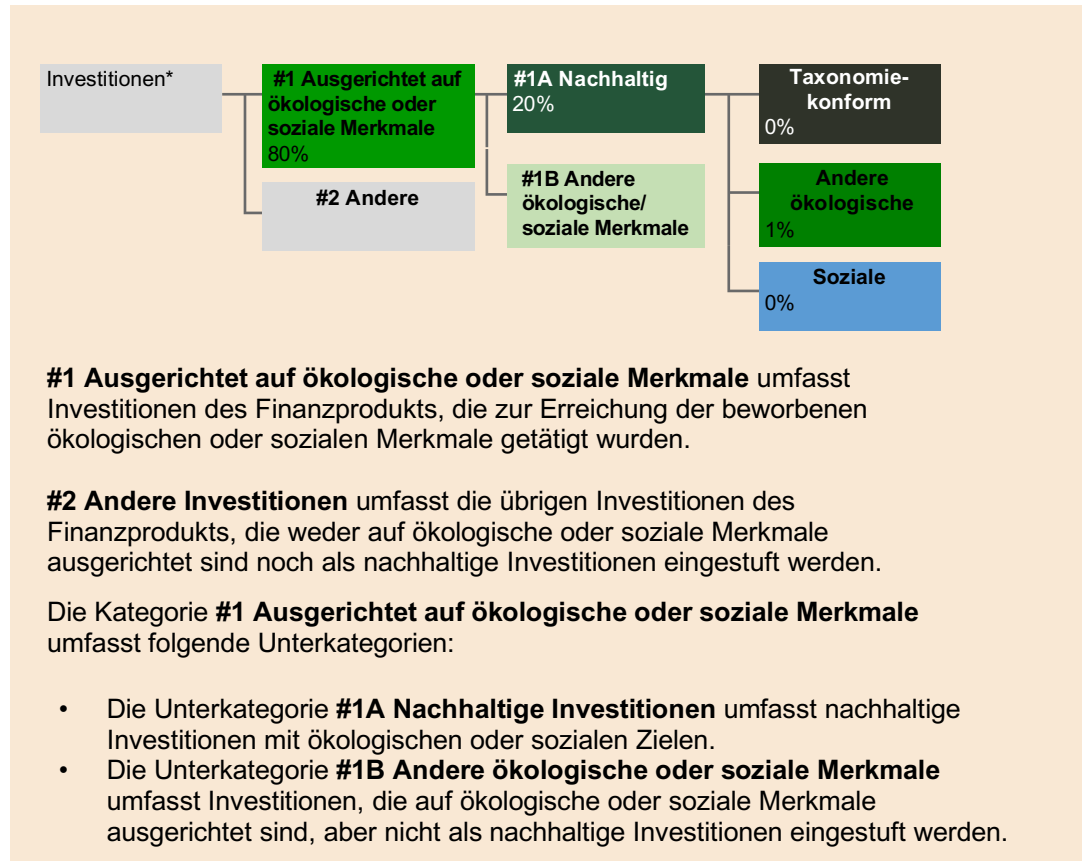 Investitionen*
#1 Ausgerichtet auf
ökologische oder
soziale Merkmale
80%
#2 Andere
#1A Nachhaltig
20%
#1B Andere
ökologische/
soziale Merkmale
Taxonomie-
konform
0%
Andere
ökologische
1%
Soziale
0%
#1 Ausgerichtet auf ökologische oder soziale Merkmale umfasst
Investitionen des Finanzprodukts, die zur Erreichung der beworbenen
ökologischen oder sozialen Merkmale getätigt wurden.
#2 Andere Investitionen umfasst die übrigen Investitionen des
Finanzprodukts, die weder auf ökologische oder soziale Merkmale
ausgerichtet sind noch als nachhaltige Investitionen eingestuft werden.
Die Kategorie #1 Ausgerichtet auf ökologische oder soziale Merkmale
umfasst folgende Unterkategorien:
• Die Unterkategorie #1A Nachhaltige Investitionen umfasst nachhaltige
Investitionen mit ökologischen oder sozialen Zielen.
• Die Unterkategorie #1B Andere ökologische oder soziale Merkmale
umfasst Investitionen, die auf ökologische oder soziale Merkmale
ausgerichtet sind, aber nicht als nachhaltige Investitionen eingestuft werden.